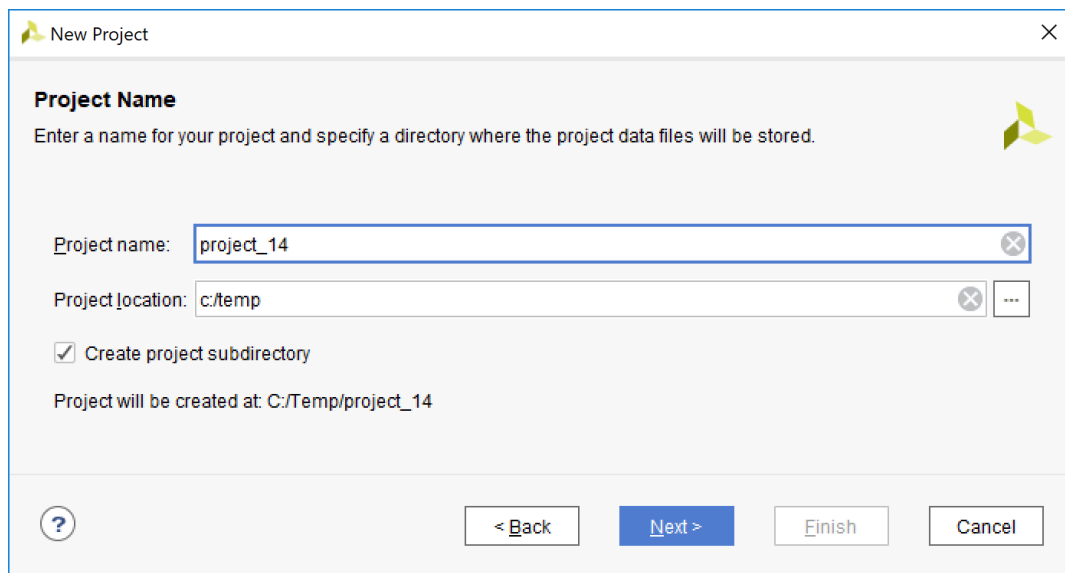 New Project
Project Name
Enter a name for your project and specify a directory where the project data files will be stored.
Project name: project_14
Project location: c:/temp ...
Create project subdirectory
Project will be created at: C:/Temp/project_14
? < Back Next > Finish Cancel